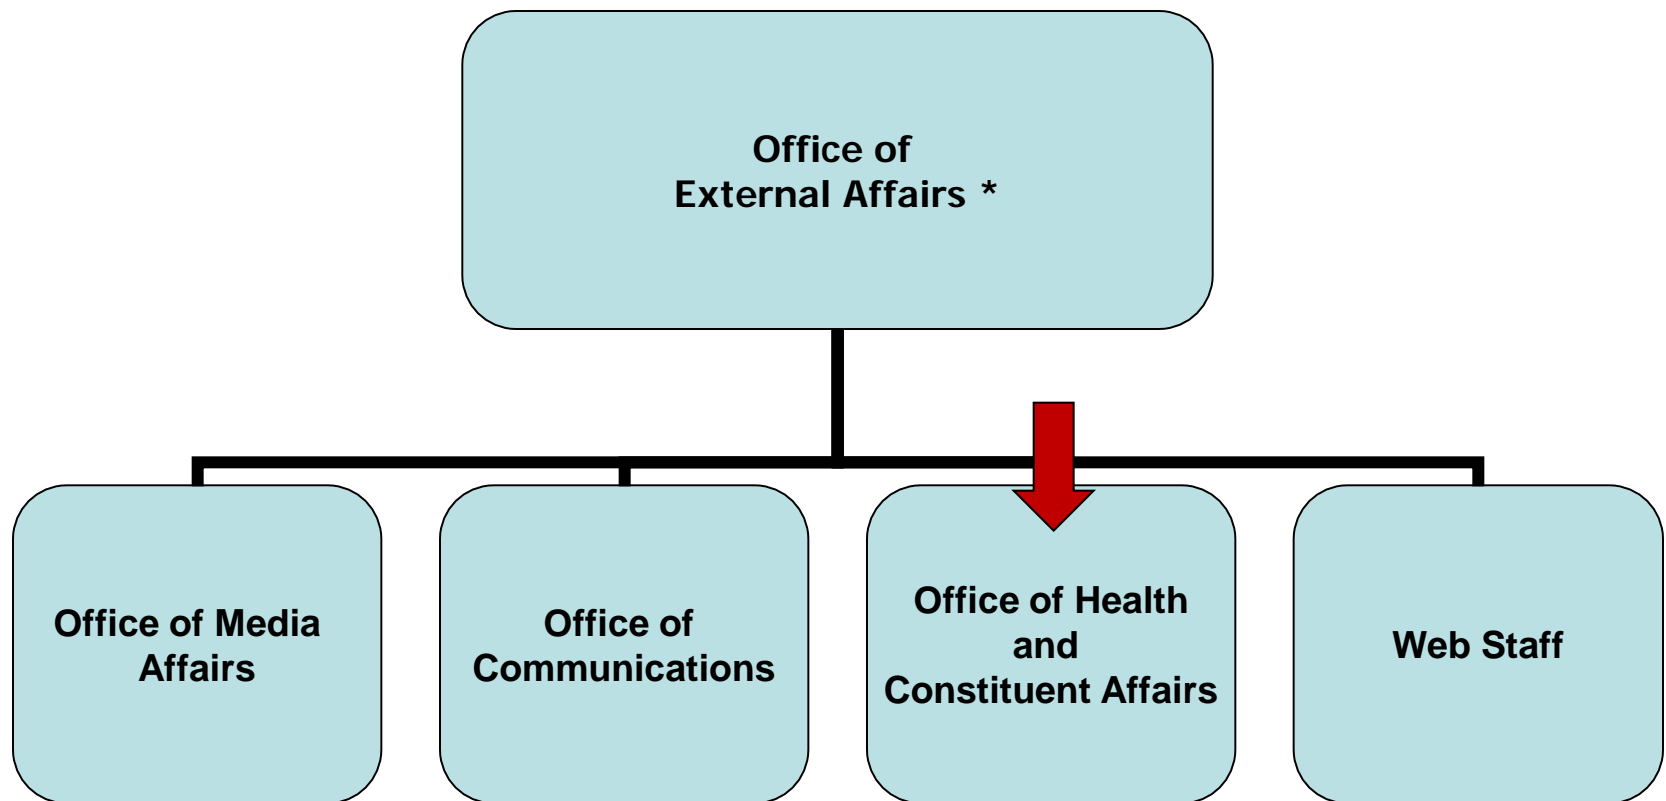 Office of
External Affairs *
Office of Media
Affairs
Office of
Communications
Office of Health
and
Constituent Affairs
Web Staff